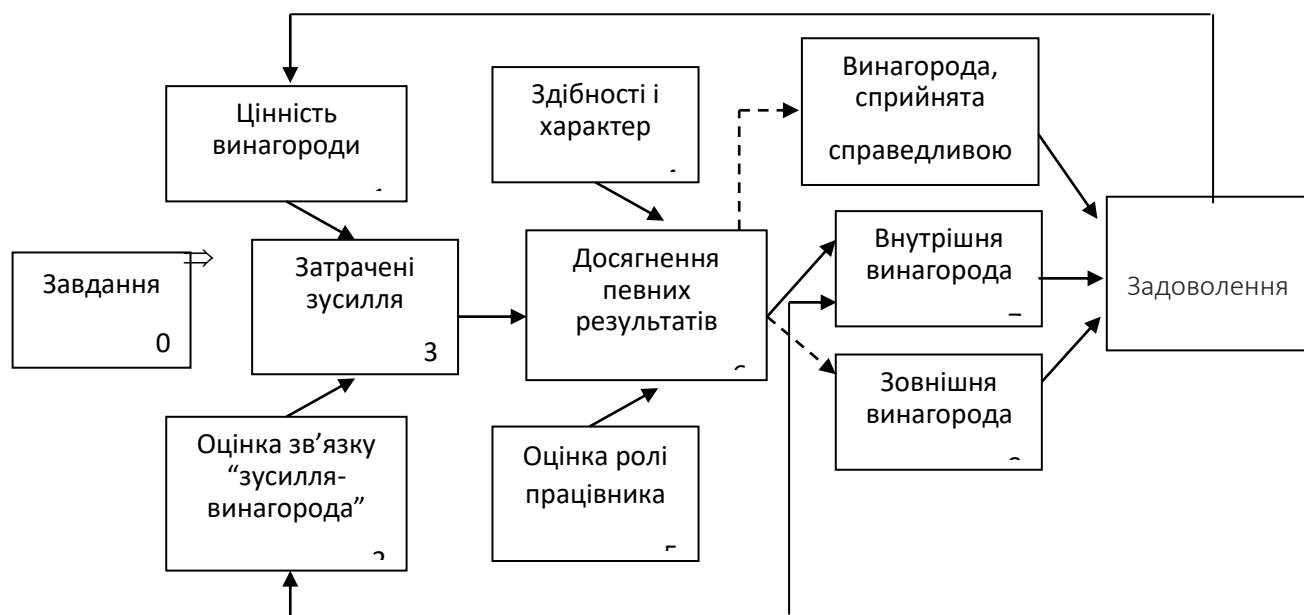 Цінність
винагороди
Здібності і
характер
Винагорода,
сприйнята
справедливою
Завдання
0
Затрачені
зусилля
3
Досягнення
певних
результатів
Внутрішня
винагорода
Задоволення
Зовнішня
винагорода
Оцінка зв’язку
“зусилля-
винагорода”
Оцінка ролі
працівника